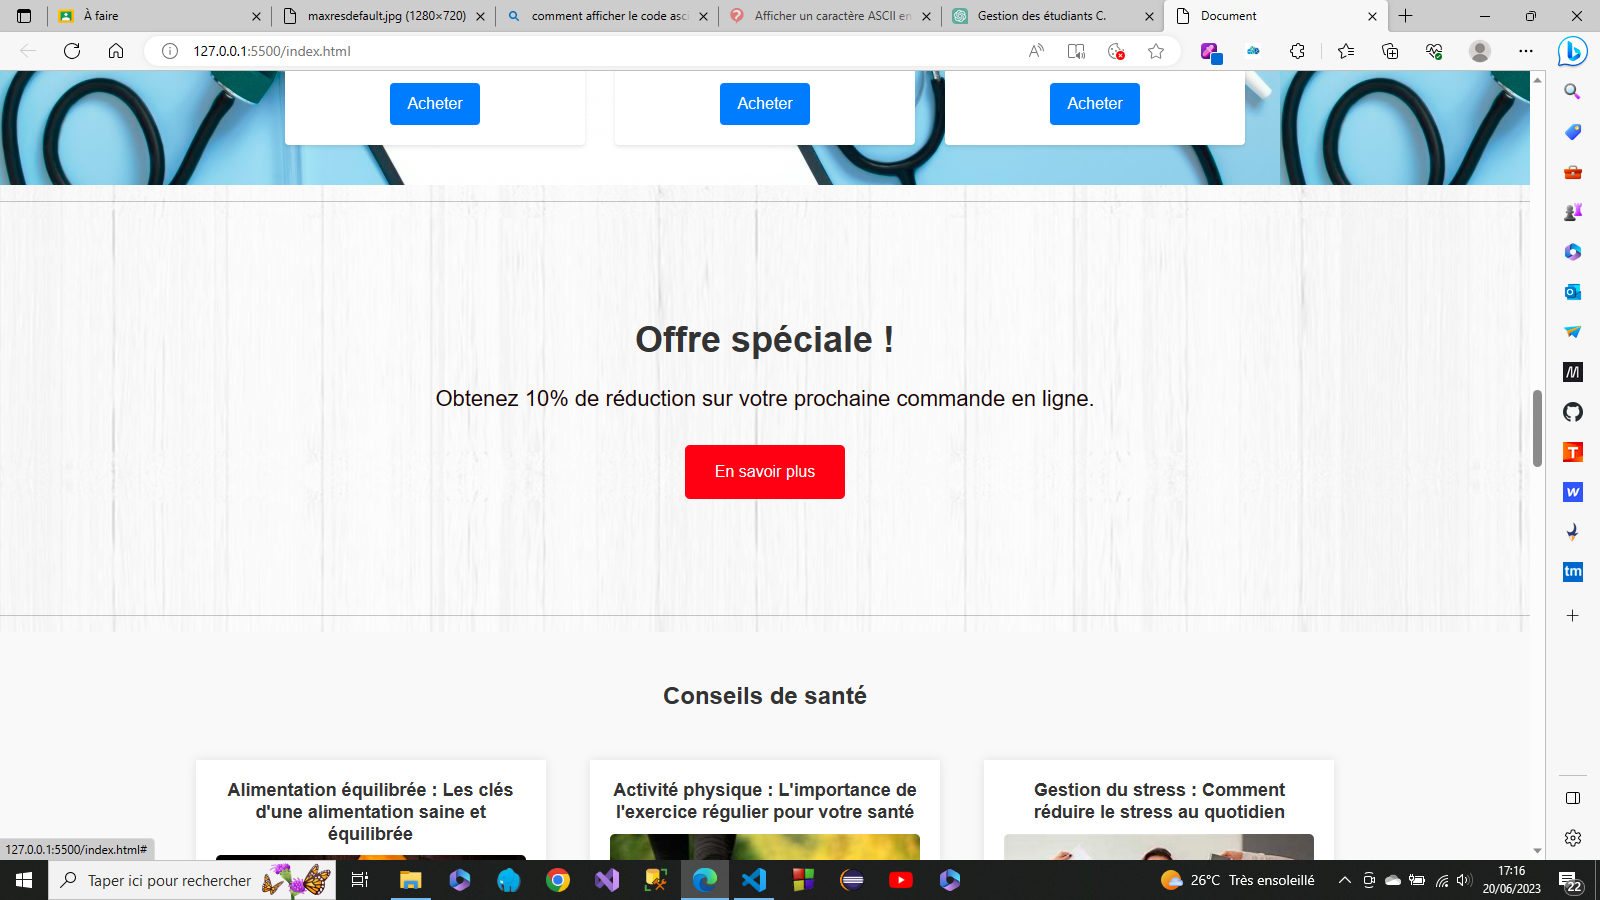 À faire
maxresdefault.jpg (1280×720)
comment afficher le code asci
Afficher un caractère ASCII en
Gestion des étudiants C.
Document
127.0.0.1:5500/index.html
Acheter
Acheter
Acheter
Offre spéciale !
Obtenez 10% de réduction sur votre prochaine commande en ligne.
En savoir plus
Conseils de santé
Alimentation équilibrée : Les clés
d'une alimentation saine et
équilibrée
Activité physique : L'importance de
l'exercice régulier pour votre santé
Gestion du stress : Comment
réduire le stress au quotidien
127.0.0.1:5500/index.html#
Taper ici pour rechercher
26°C Très ensoleillé
17:16
20/06/2023
22